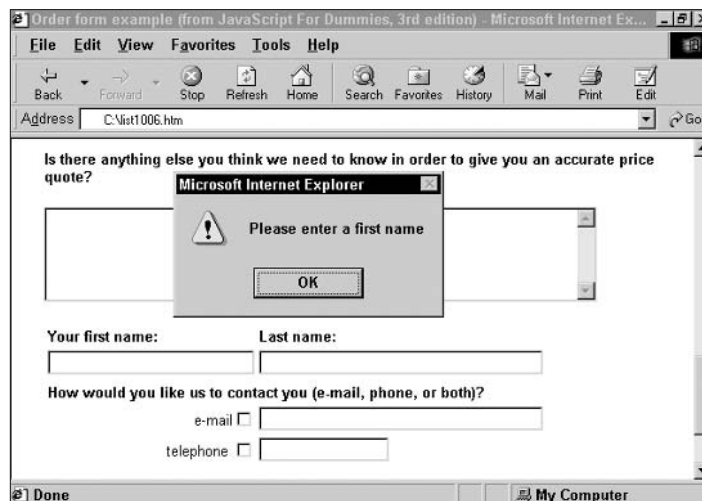 Order form example (from JavaScript For Dummies, 3rd edition) - Microsoft Internet Ex...
File Edit View Favorites Tools Help
Back Forward Stop Refresh Home Search Favorites History Mail Print Edit
Address C:\list1006.htm Go
Is there anything else you think we need to know in order to give you an accurate price
quote?
Microsoft Internet Explorer
Please enter a first name
OK
Your first name: Last name:
How would you like us to contact you (e-mail, phone, or both)?
e-mail
telephone
Done My Computer